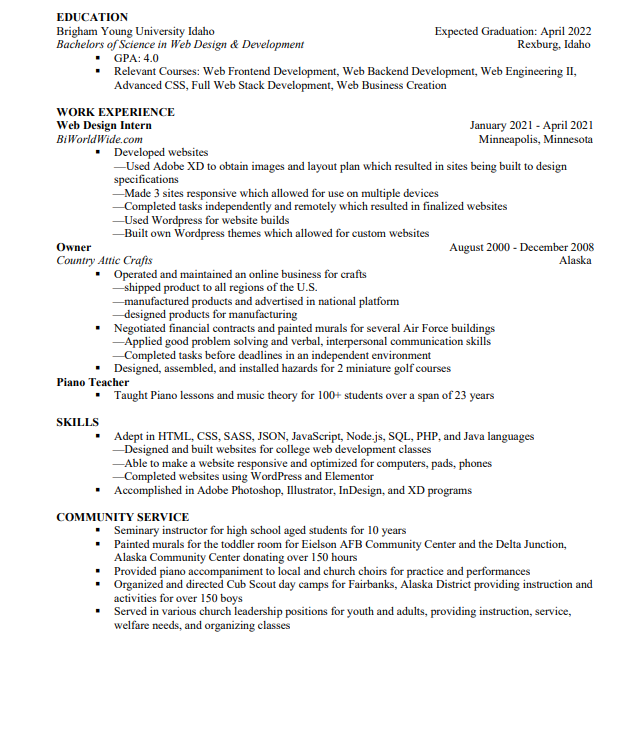 EDUCATION
Brigham Young University Idaho Expected Graduation: April 2022
Bachelors of Science in Web Design & Development Rexburg, Idaho
▪ GPA: 4.0
▪ Relevant Courses: Web Frontend Development, Web Backend Development, Web Engineering II,
Advanced CSS, Full Web Stack Development, Web Business Creation
WORK EXPERIENCE
Web Design Intern January 2021 - April 2021
BiWorldWide.com Minneapolis, Minnesota
▪ Developed websites
—Used Adobe XD to obtain images and layout plan which resulted in sites being built to design
specifications
—Made 3 sites responsive which allowed for use on multiple devices
—Completed tasks independently and remotely which resulted in finalized websites
—Used Wordpress for website builds
—Built own Wordpress themes which allowed for custom websites
Owner August 2000 - December 2008
Country Attic Crafts Alaska
▪ Operated and maintained an online business for crafts
—shipped product to all regions of the U.S.
—manufactured products and advertised in national platform
—designed products for manufacturing
▪ Negotiated financial contracts and painted murals for several Air Force buildings
—Applied good problem solving and verbal, interpersonal communication skills
—Completed tasks before deadlines in an independent environment
▪ Designed, assembled, and installed hazards for 2 miniature golf courses
Piano Teacher
▪ Taught Piano lessons and music theory for 100+ students over a span of 23 years
SKILLS
▪ Adept in HTML, CSS, SASS, JSON, JavaScript, Node.js, SQL, PHP, and Java languages
—Designed and built websites for college web development classes
—Able to make a website responsive and optimized for computers, pads, phones
—Completed websites using WordPress and Elementor
▪ Accomplished in Adobe Photoshop, Illustrator, InDesign, and XD programs
COMMUNITY SERVICE
▪ Seminary instructor for high school aged students for 10 years
▪ Painted murals for the toddler room for Eielson AFB Community Center and the Delta Junction,
Alaska Community Center donating over 150 hours
▪ Provided piano accompaniment to local and church choirs for practice and performances
▪ Organized and directed Cub Scout day camps for Fairbanks, Alaska District providing instruction and
activities for over 150 boys
▪ Served in various church leadership positions for youth and adults, providing instruction, service,
welfare needs, and organizing classes